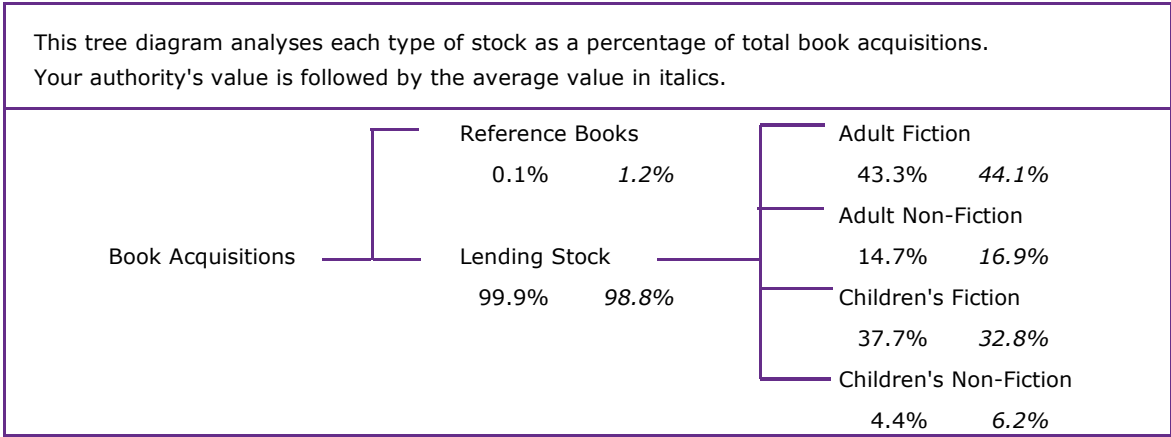 This tree diagram analyses each type of stock as a percentage of total book acquisitions.
Your authority's value is followed by the average value in italics.
Reference Books
0.1% 1.2%
Book Acquisitions
Lending Stock
99.9% 98.8%
Adult Fiction
43.3% 44.1%
Adult Non-Fiction
14.7% 16.9%
Children's Fiction
37.7% 32.8%
Children's Non-Fiction
4.4% 6.2%